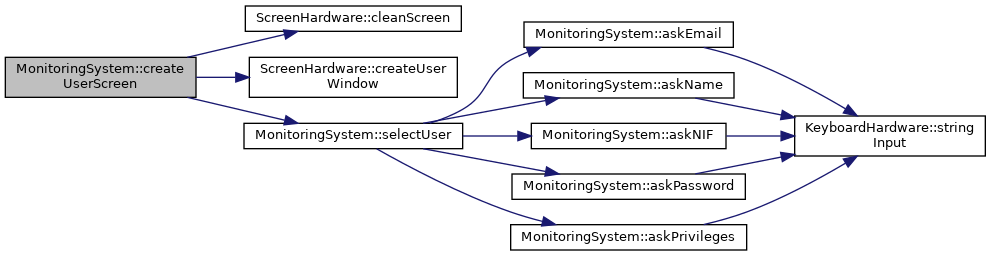 MonitoringSystem::create
UserScreen
ScreenHardware::cleanScreen
ScreenHardware::createUser
Window
MonitoringSystem::selectUser
MonitoringSystem::askEmail
MonitoringSystem::askName
MonitoringSystem::askNIF
MonitoringSystem::askPassword
MonitoringSystem::askPrivileges
KeyboardHardware::string
Input